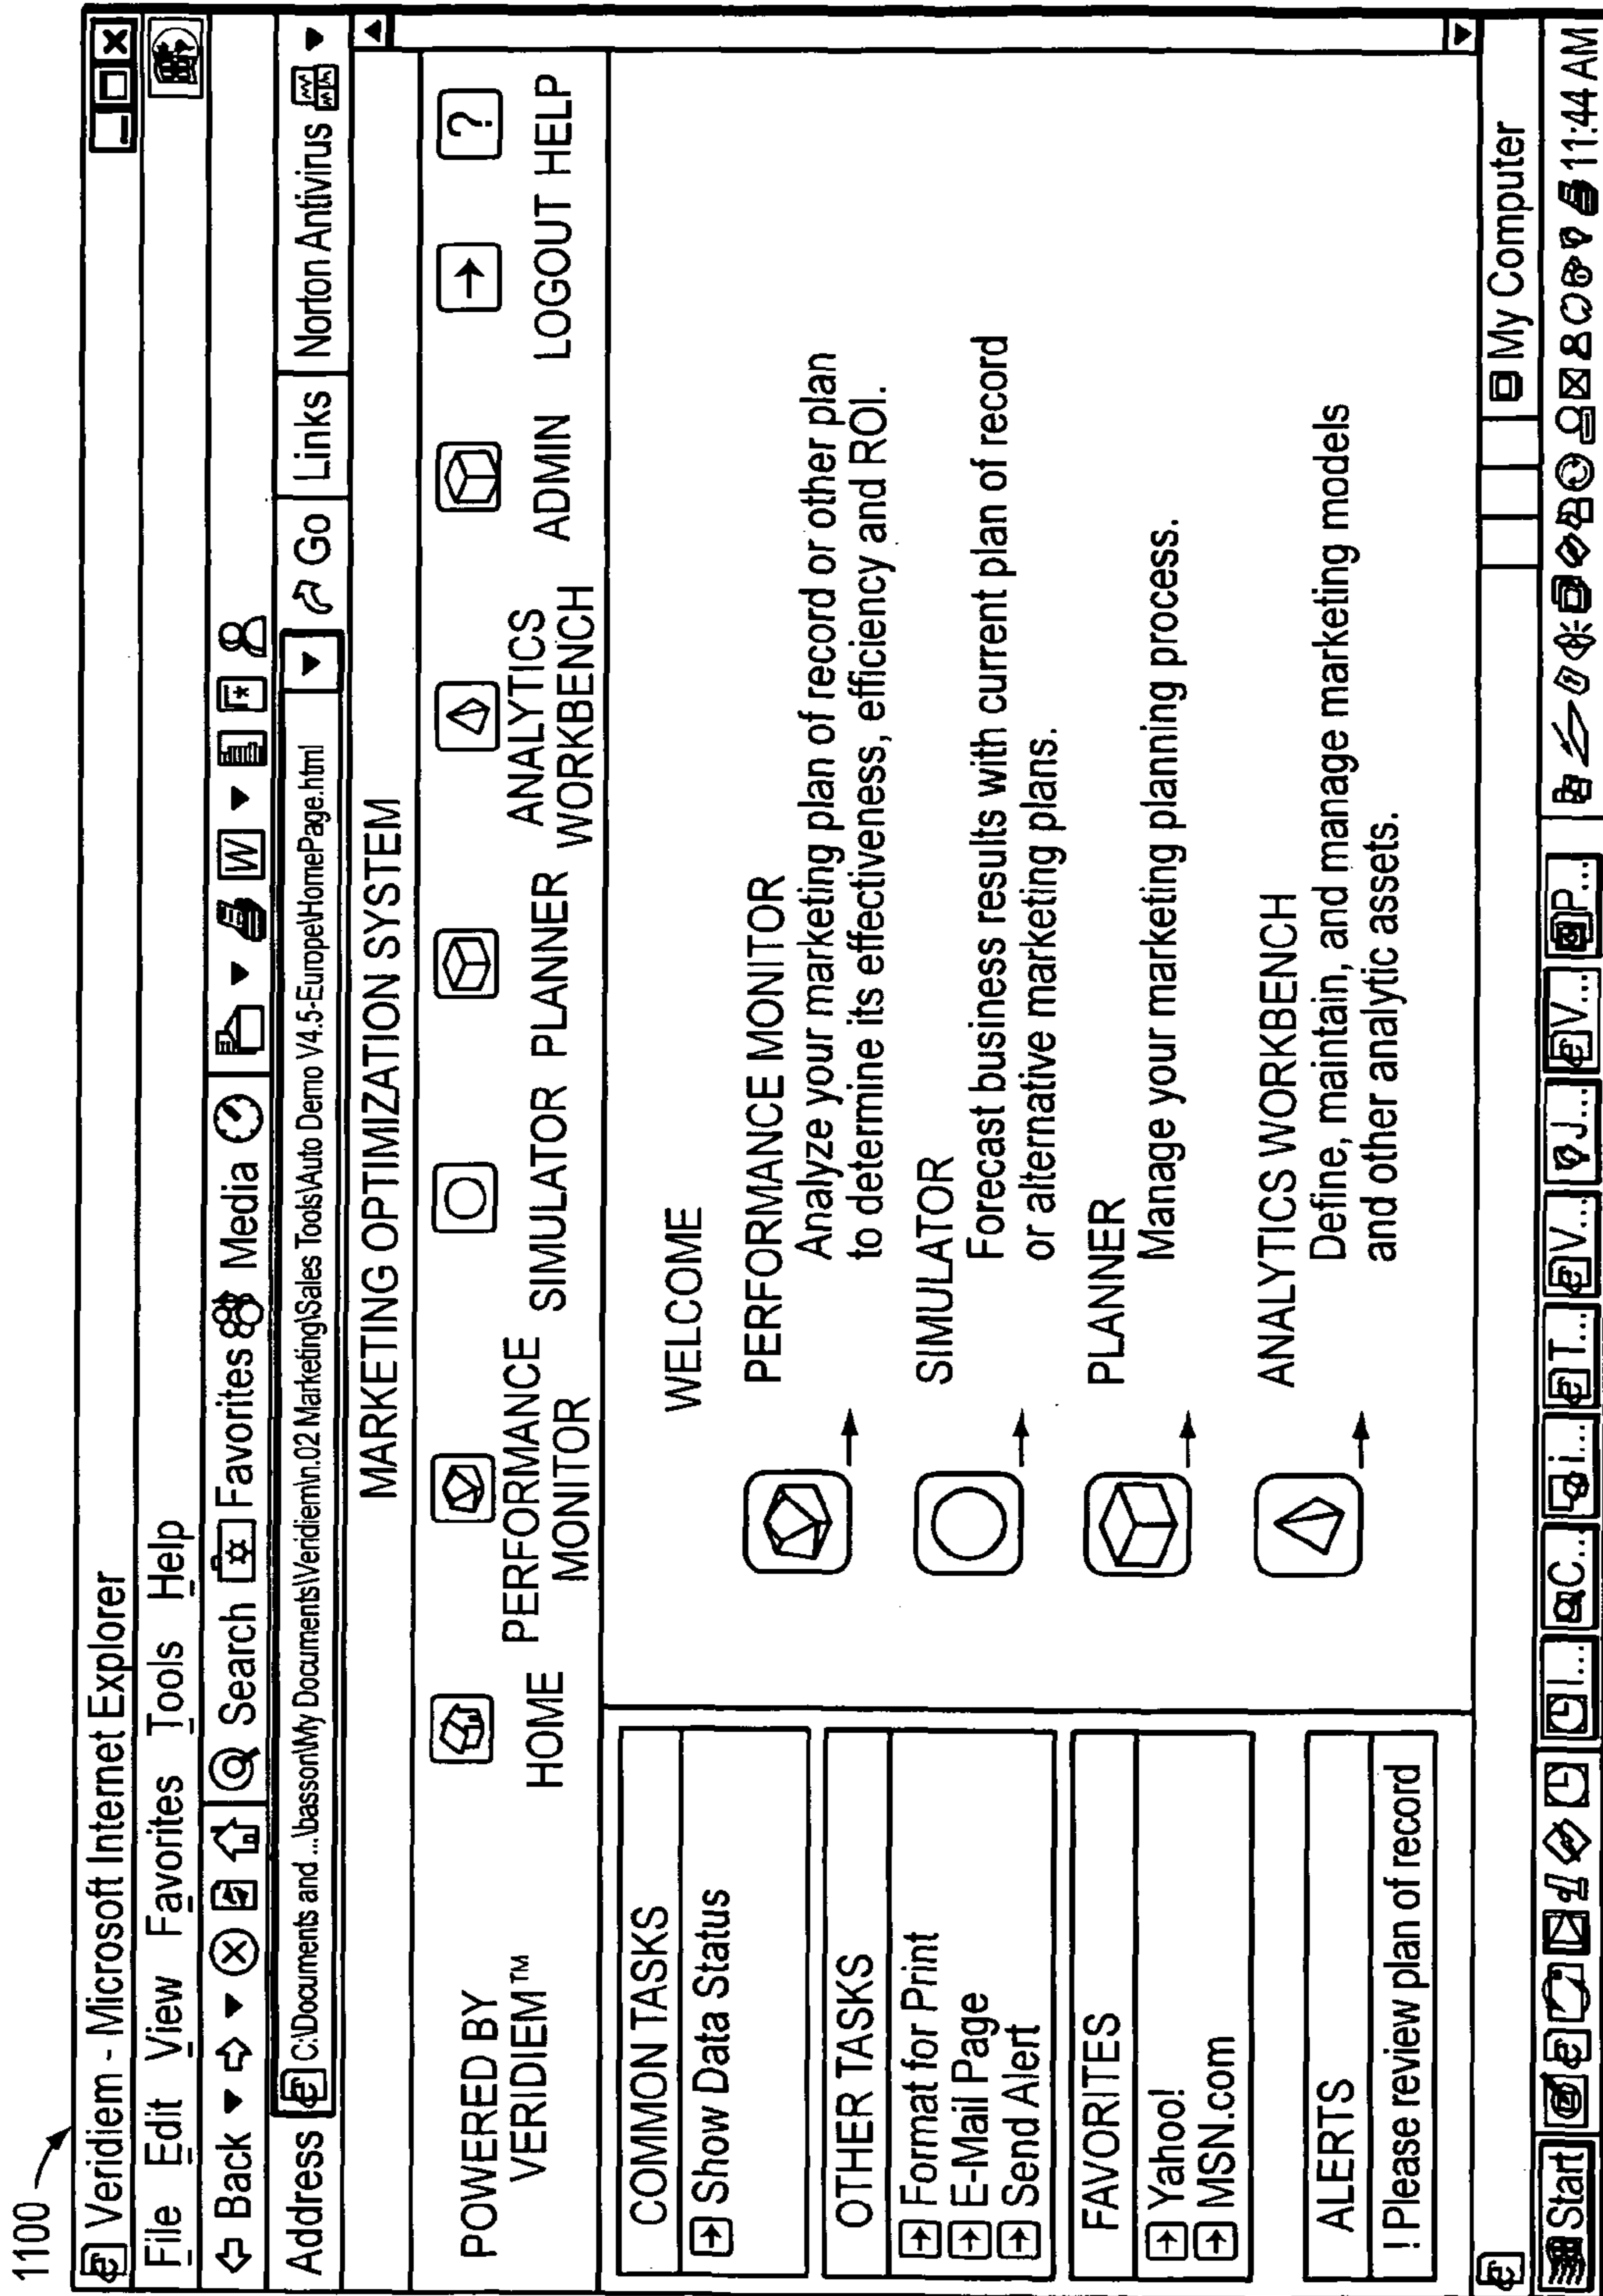 1100
Veridiem - Microsoft Internet Explorer
File Edit View Favorites Tools Help
Back Search Favorites Media W
Address C:\Documents and ...\basson\My Documents\Veridiem\n.02 Marketing\Sales Tools\Auto Demo V4.5-Europe\HomePage.html Go Links Norton Antivirus
MARKETING OPTIMIZATION SYSTEM
POWERED BY
VERIDIEM™
HOME
PERFORMANCE
MONITOR
SIMULATOR
PLANNER
ANALYTICS
WORKBENCH
ADMIN
LOGOUT
?
HELP
COMMON TASKS
Show Data Status
OTHER TASKS
Format for Print
E-Mail Page
Send Alert
FAVORITES
Yahoo!
MSN.com
ALERTS
! Please review plan of record
WELCOME
PERFORMANCE MONITOR
Analyze your marketing plan of record or other plan
to determine its effectiveness, efficiency and ROI.
SIMULATOR
Forecast business results with current plan of record
or alternative marketing plans.
PLANNER
Manage your marketing planning process.
ANALYTICS WORKBENCH
Define, maintain, and manage marketing models
and other analytic assets.
My Computer
Start I... C... i... T... V... J... V... P... 11:44 AM